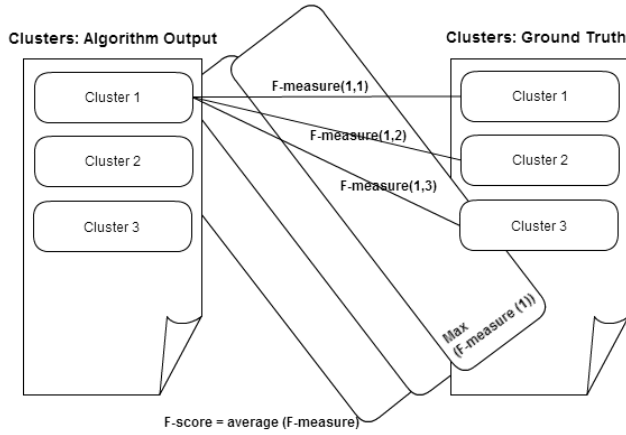 Clusters: Algorithm Output
Clusters: Ground Truth
Cluster 1
F-measure(1,1)
Cluster 1
F-measure(1,2)
Cluster 2
Cluster 2
F-measure(1,3)
Cluster 3
Cluster 3
Max
(F-measure (1))
F-score = average (F-measure)